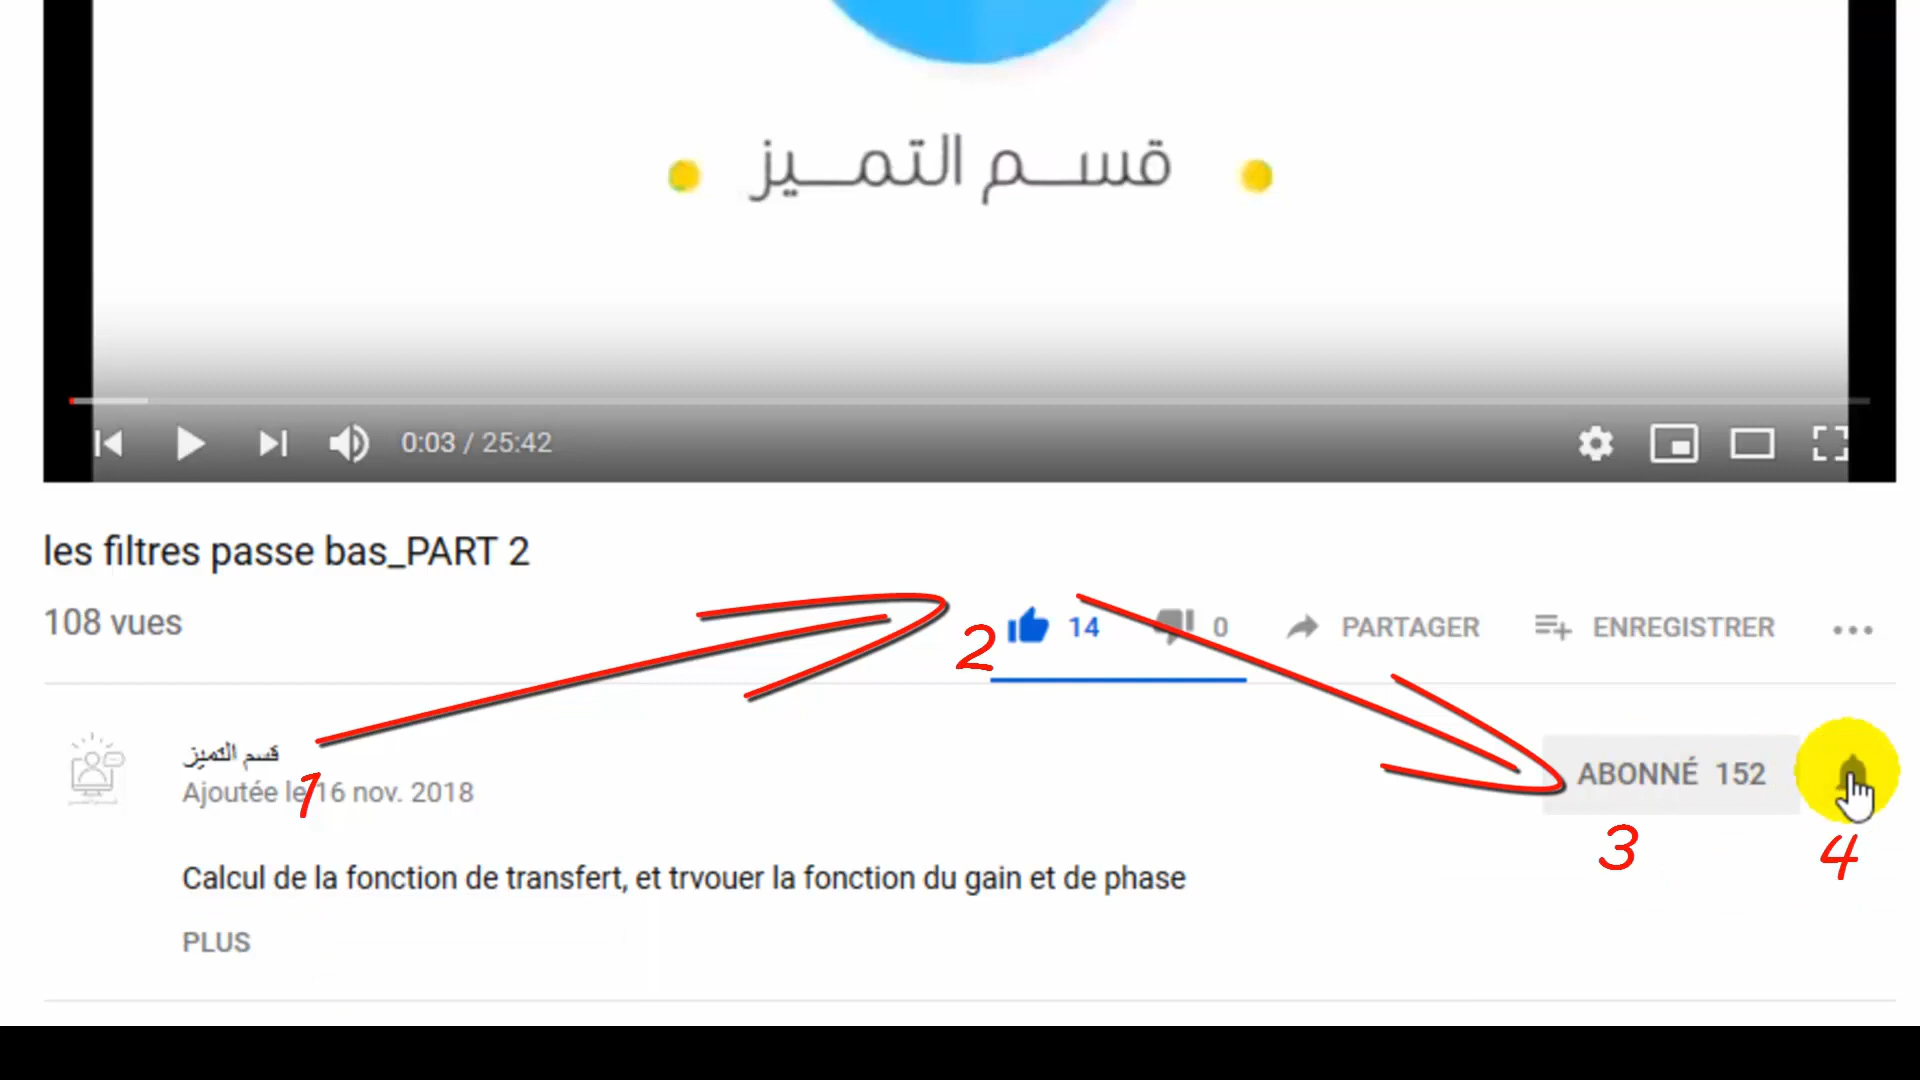 قسم التميز
0:03 / 25:42
les filtres passe bas_PART 2
108 vues
2 14 0 PARTAGER ENREGISTRER
قسم التميز
ABONNÉ 152
Ajoutée le 16 nov. 2018
1
3 4
Calcul de la fonction de transfert, et trvouer la fonction du gain et de phase
PLUS